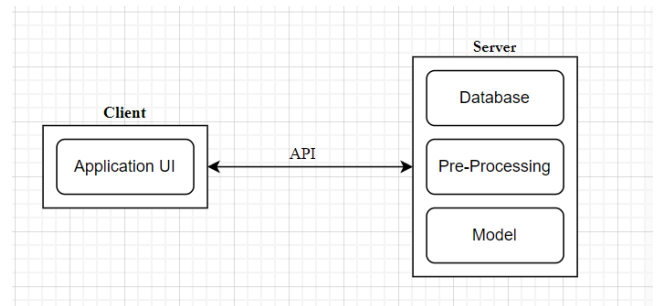 Client
Application UI
API
Server
Database
Pre-Processing
Model